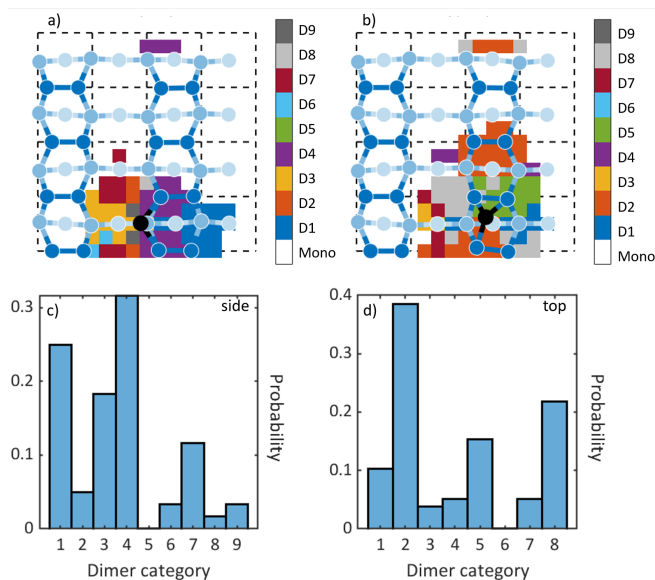 a)
D9
D8
D7
D6
D5
D4
D3
D2
D1
Mono
b)
D9
D8
D7
D6
D5
D4
D3
D2
D1
Mono
c)
side
0.3
0.2
0.1
0
1 2 3 4 5 6 7 8 9
Dimer category
Probability
d)
top
0.4
0.3
0.2
0.1
0
1 2 3 4 5 6 7 8
Dimer category
Probability